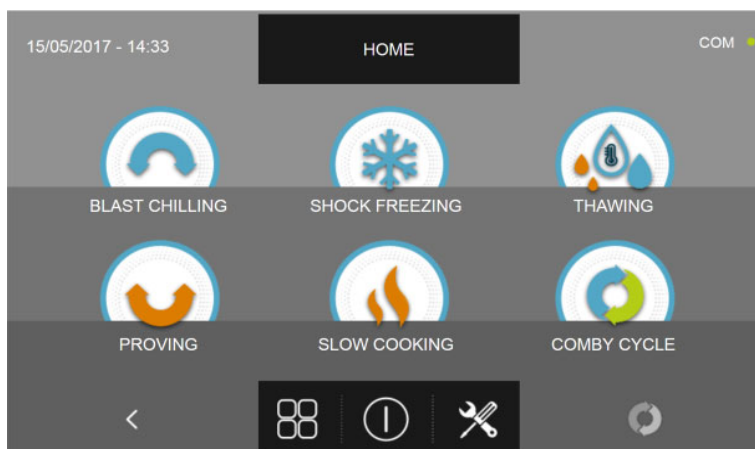 15/05/2017 - 14:33
HOME
COM
BLAST CHILLING
SHOCK FREEZING
THAWING
PROVING
SLOW COOKING
COMBY CYCLE